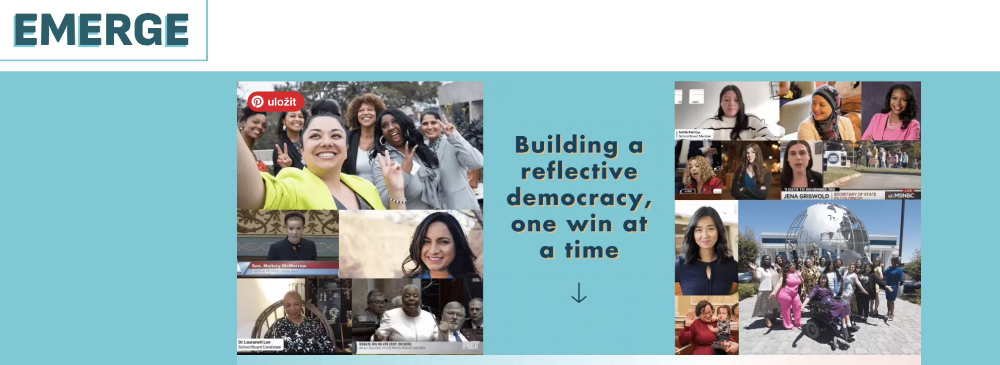 EMERGE
uložit
Building a
reflective
democracy,
one win at
a time
Sen. Mallory McMorrow
Dr. Lauranett Lee
School Board Candidate
DEBATE ON HB 470 (REP. DECKER)
AN ACT RELATING TO THE PROTECTION OF CHILDREN
KET
Ivette Pantoja
School Board Member
KIRBY
11 DAYS TO NOVEMBER 3RD
JENA GRISWOLD
SECRETARY OF STATE
(D) COLORADO
LIVE
MSNBC